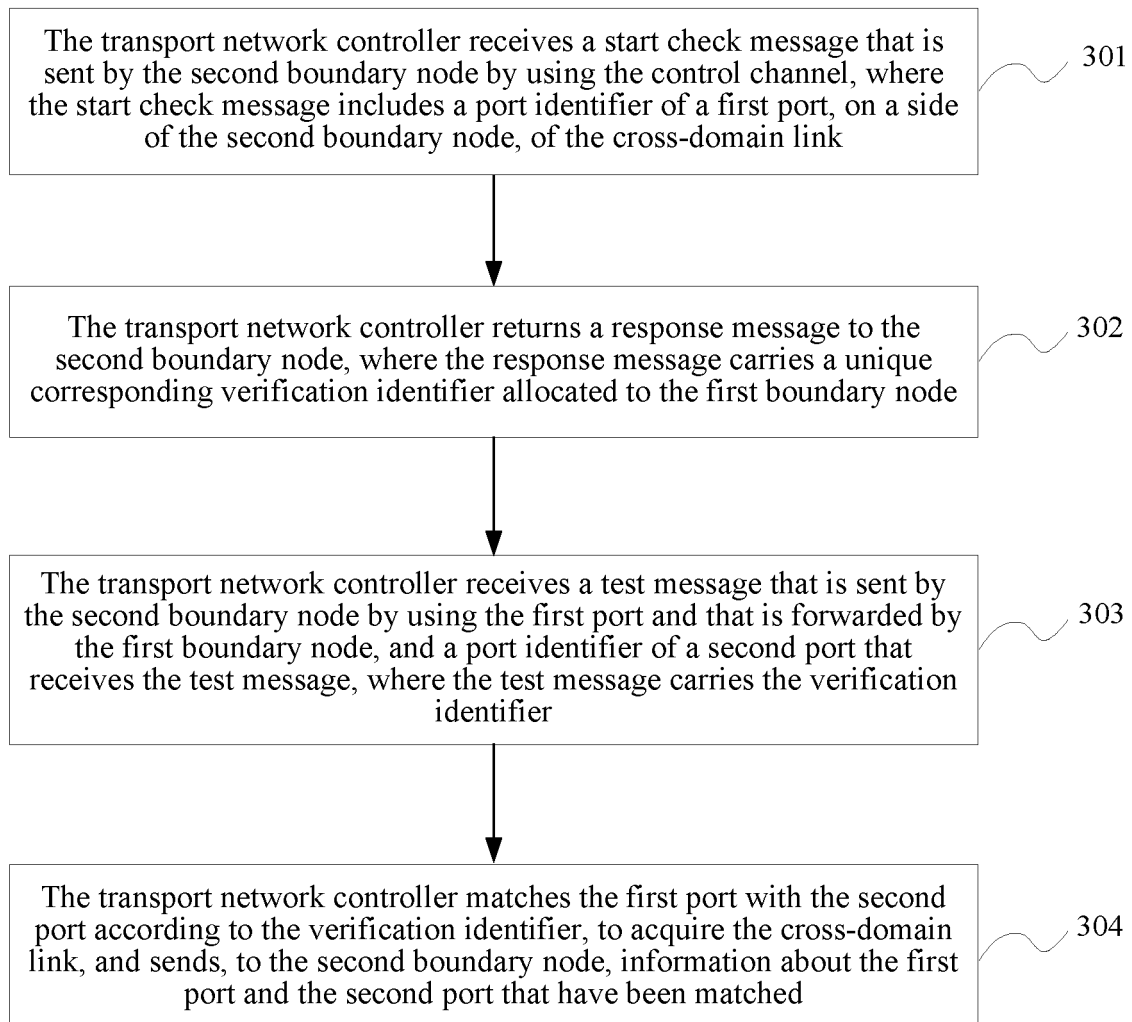 The transport network controller receives a start check message that is
sent by the second boundary node by using the control channel, where
the start check message includes a port identifier of a first port, on a side
of the second boundary node, of the cross-domain link
301
The transport network controller returns a response message to the
second boundary node, where the response message carries a unique
corresponding verification identifier allocated to the first boundary node
302
The transport network controller receives a test message that is sent by
the second boundary node by using the first port and that is forwarded by
the first boundary node, and a port identifier of a second port that
receives the test message, where the test message carries the verification
identifier
303
The transport network controller matches the first port with the second
port according to the verification identifier, to acquire the cross-domain
link, and sends, to the second boundary node, information about the first
port and the second port that have been matched
304